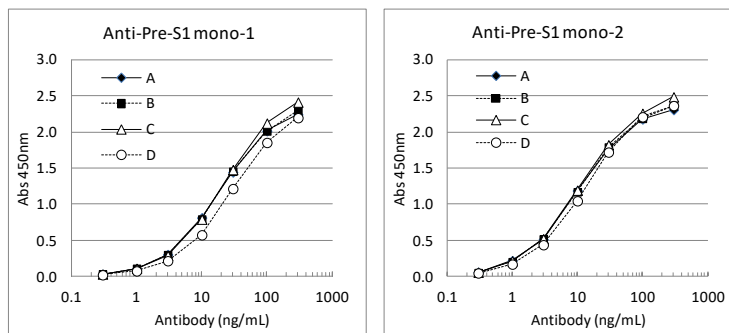 Anti-Pre-S1 mono-1
A
B
C
D
3.0
2.5
2.0
1.5
1.0
0.5
0.0
Abs 450nm
0.1 1 10 100 1000
Antibody (ng/mL)
Anti-Pre-S1 mono-2
A
B
C
D
3.0
2.5
2.0
1.5
1.0
0.5
0.0
Abs 450nm
0.1 1 10 100 1000
Antibody (ng/mL)